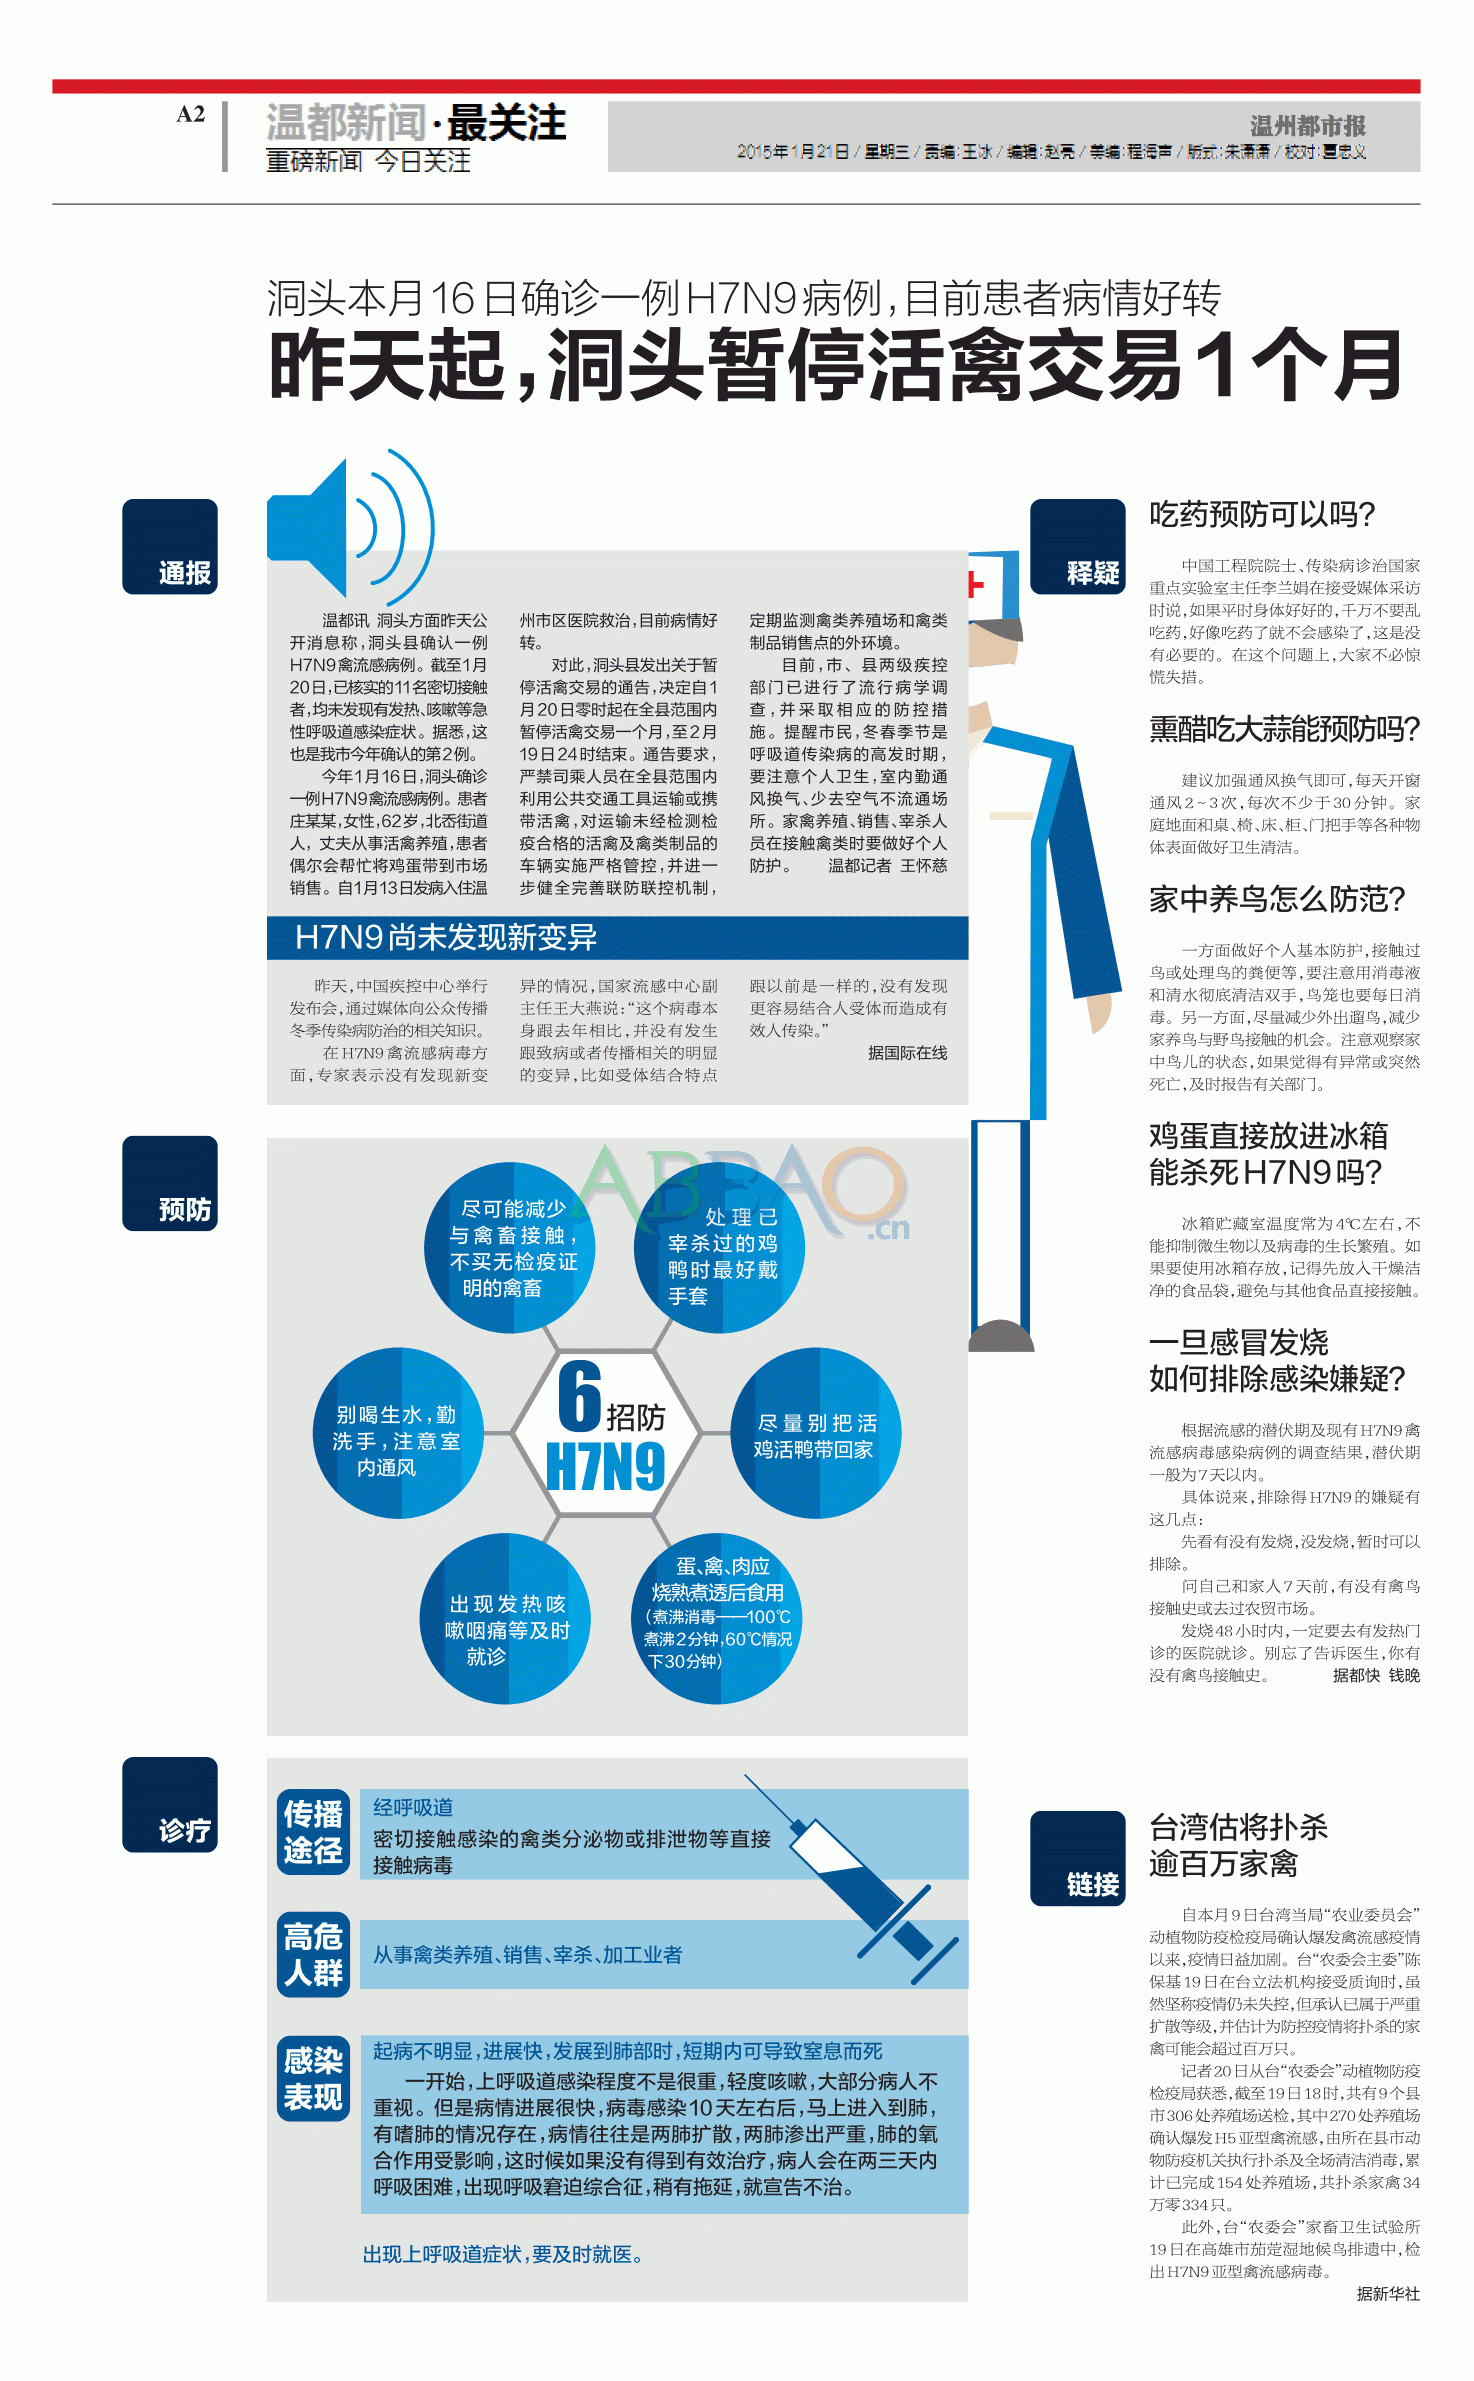 A2
温都新闻·最关注
重磅新闻 今日关注
温州都市报
2015年1月21日/星期三/责编:王冰/编辑:赵亮/美编:程海声/版式:朱潇潇/校对:夏忠义
洞头本月16日确诊一例H7N9病例,目前患者病情好转
昨天起,洞头暂停活禽交易1个月
通报
温都讯 洞头方面昨天公
开消息称,洞头县确认一例
H7N9禽流感病例。截至1月
20日,已核实的11名密切接触
者,均未发现有发热、咳嗽等急
性呼吸道感染症状。据悉,这
也是我市今年确认的第2例。
今年1月16日,洞头确诊
一例H7N9禽流感病例。患者
庄某某,女性,62岁,北岙街道
人,丈夫从事活禽养殖,患者
偶尔会帮忙将鸡蛋带到市场
销售。自1月13日发病入住温
州市区医院救治,目前病情好
转。
对此,洞头县发出关于暂
停活禽交易的通告,决定自1
月20日零时起在全县范围内
暂停活禽交易一个月,至2月
19日24时结束。通告要求,
严禁司乘人员在全县范围内
利用公共交通工具运输或携
带活禽,对运输未经检测检
疫合格的活禽及禽类制品的
车辆实施严格管控,并进一
步健全完善联防联控机制,
定期监测禽类养殖场和禽类
制品销售点的外环境。
目前,市、县两级疾控
部门已进行了流行病学调
查,并采取相应的防控措
施。提醒市民,冬春季节是
呼吸道传染病的高发时期,
要注意个人卫生,室内勤通
风换气、少去空气不流通场
所。家禽养殖、销售、宰杀人
员在接触禽类时要做好个人
防护。 温都记者 王怀慈
H7N9尚未发现新变异
昨天,中国疾控中心举行
发布会,通过媒体向公众传播
冬季传染病防治的相关知识。
在H7N9禽流感病毒方
面,专家表示没有发现新变
异的情况,国家流感中心副
主任王大燕说:“这个病毒本
身跟去年相比,并没有发生
跟致病或者传播相关的明显
的变异,比如受体结合特点
跟以前是一样的,没有发现
更容易结合人受体而造成有
效人传染。”
据国际在线
预防
ABBAO
.cn
尽可能减少
与禽畜接触,
不买无检疫证
明的禽畜
处理已
宰杀过的鸡
鸭时最好戴
手套
别喝生水,勤
洗手,注意室
内通风
6招防
H7N9
尽量别把活
鸡活鸭带回家
出现发热咳
嗽咽痛等及时
就诊
蛋、禽、肉应
烧熟煮透后食用
(煮沸消毒——100℃
煮沸2分钟,60℃情况
下30分钟)
诊疗
传播
途径
经呼吸道
密切接触感染的禽类分泌物或排泄物等直接
接触病毒
高危
人群
从事禽类养殖、销售、宰杀、加工业者
感染
表现
起病不明显,进展快,发展到肺部时,短期内可导致窒息而死
一开始,上呼吸道感染程度不是很重,轻度咳嗽,大部分病人不
重视。但是病情进展很快,病毒感染10天左右后,马上进入到肺,
有嗜肺的情况存在,病情往往是两肺扩散,两肺渗出严重,肺的氧
合作用受影响,这时候如果没有得到有效治疗,病人会在两三天内
呼吸困难,出现呼吸窘迫综合征,稍有拖延,就宣告不治。
出现上呼吸道症状,要及时就医。
释疑
吃药预防可以吗?
中国工程院院士、传染病诊治国家
重点实验室主任李兰娟在接受媒体采访
时说,如果平时身体好好的,千万不要乱
吃药,好像吃药了就不会感染了,这是没
有必要的。在这个问题上,大家不必惊
慌失措。
熏醋吃大蒜能预防吗?
建议加强通风换气即可,每天开窗
通风2~3次,每次不少于30分钟。家
庭地面和桌、椅、床、柜、门把手等各种物
体表面做好卫生清洁。
家中养鸟怎么防范?
一方面做好个人基本防护,接触过
鸟或处理鸟的粪便等,要注意用消毒液
和清水彻底清洁双手,鸟笼也要每日消
毒。另一方面,尽量减少外出遛鸟,减少
家养鸟与野鸟接触的机会。注意观察家
中鸟儿的状态,如果觉得有异常或突然
死亡,及时报告有关部门。
鸡蛋直接放进冰箱
能杀死H7N9吗?
冰箱贮藏室温度常为4℃左右,不
能抑制微生物以及病毒的生长繁殖。如
果要使用冰箱存放,记得先放入干燥洁
净的食品袋,避免与其他食品直接接触。
一旦感冒发烧
如何排除感染嫌疑?
根据流感的潜伏期及现有H7N9禽
流感病毒感染病例的调查结果,潜伏期
一般为7天以内。
具体说来,排除得H7N9的嫌疑有
这几点:
先看有没有发烧,没发烧,暂时可以
排除。
问自己和家人7天前,有没有禽鸟
接触史或去过农贸市场。
发烧48小时内,一定要去有发热门
诊的医院就诊。别忘了告诉医生,你有
没有禽鸟接触史。 据都快 钱晚
链接
台湾估将扑杀
逾百万家禽
自本月9日台湾当局“农业委员会”
动植物防疫检疫局确认爆发禽流感疫情
以来,疫情日益加剧。台“农委会主委”陈
保基19日在台立法机构接受质询时,虽
然坚称疫情仍未失控,但承认已属于严重
扩散等级,并估计为防控疫情将扑杀的家
禽可能会超过百万只。
记者20日从台“农委会”动植物防疫
检疫局获悉,截至19日18时,共有9个县
市306处养殖场送检,其中270处养殖场
确认爆发H5亚型禽流感,由所在县市动
物防疫机关执行扑杀及全场清洁消毒,累
计已完成154处养殖场,共扑杀家禽34
万零334只。
此外,台“农委会”家畜卫生试验所
19日在高雄市茄萣湿地候鸟排遗中,检
出H7N9亚型禽流感病毒。
据新华社